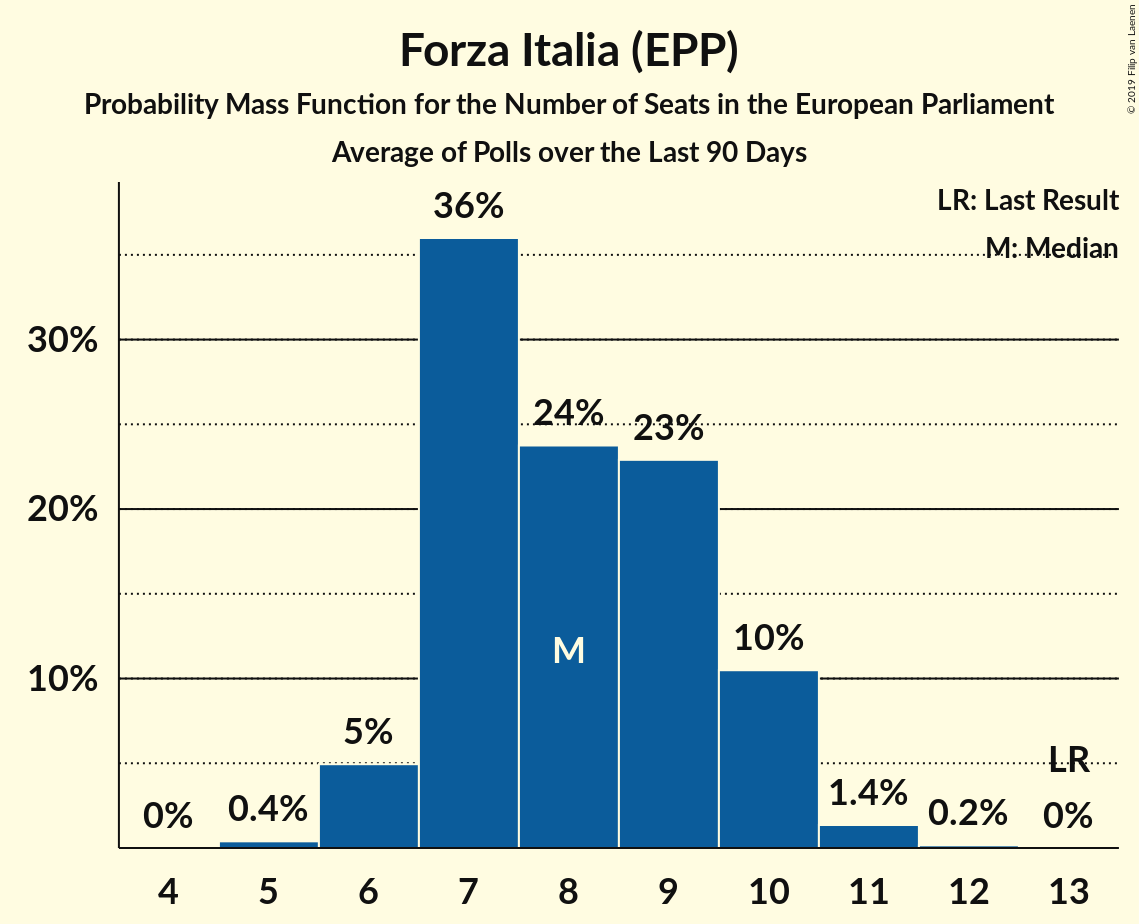 Forza Italia (EPP)
Probability Mass Function for the Number of Seats in the European Parliament
Average of Polls over the Last 90 Days
© 2019 Filip van Laenen
LR: Last Result
M: Median
36%
30%
24%
23%
20%
M
10%
10%
5%
LR
0%
0.4%
1.4%
0.2%
0%
4 5 6 7 8 9 10 11 12 13